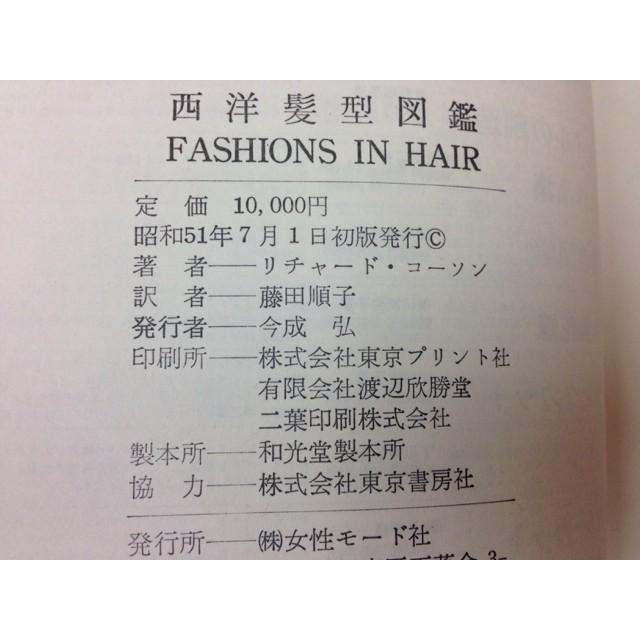 西洋髪型図鑑
FASHIONS IN HAIR
定　価　10,000円
昭和51年7月1日初版発行©
著　者――リチャード・コーソン
訳　者――藤田順子
発行者――今成　弘
印刷所――株式会社東京プリント社
有限会社渡辺欣勝堂
二葉印刷株式会社
製本所――和光堂製本所
協　力――株式会社東京書房社
発行所――㈱女性モード社